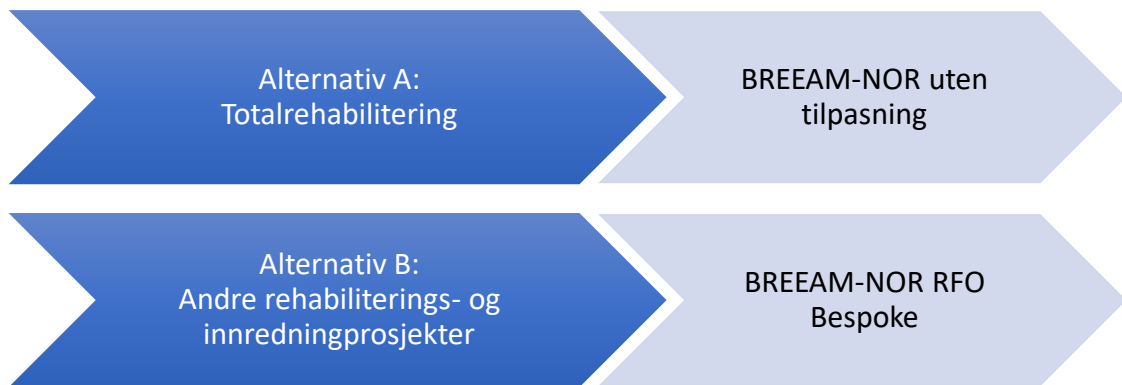 Alternativ A:
Totalrehabilitering
BREEAM-NOR uten
tilpasning
Alternativ B:
Andre rehabiliterings- og
innredningprosjekter
BREEAM-NOR RFO
Bespoke